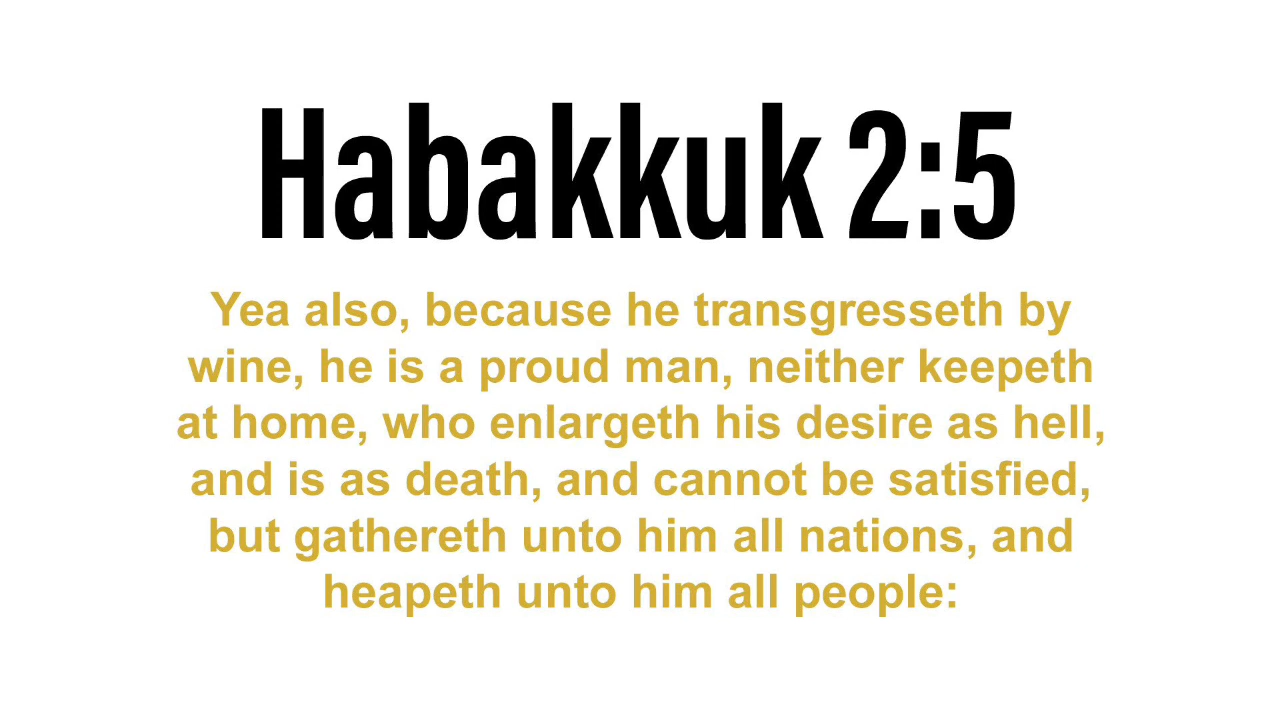 Habakkuk 2:5
Yea also, because he transgresseth by
wine, he is a proud man, neither keepeth
at home, who enlargeth his desire as hell,
and is as death, and cannot be satisfied,
but gathereth unto him all nations, and
heapeth unto him all people: